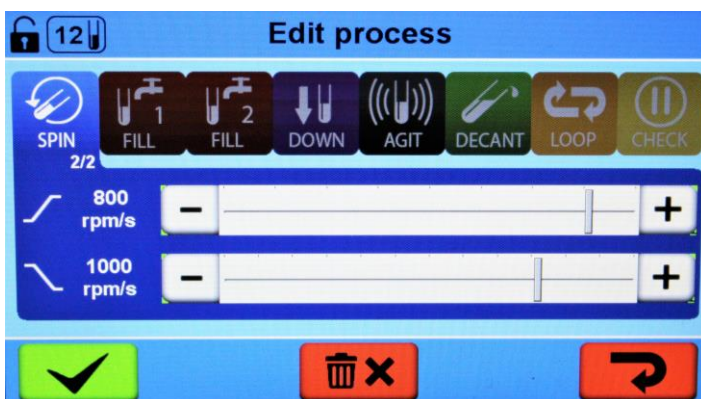 12
Edit process
SPIN
2/2
1
FILL
2
FILL
DOWN
AGIT
DECANT
LOOP
CHECK
800
rpm/s
− +
1000
rpm/s
− +